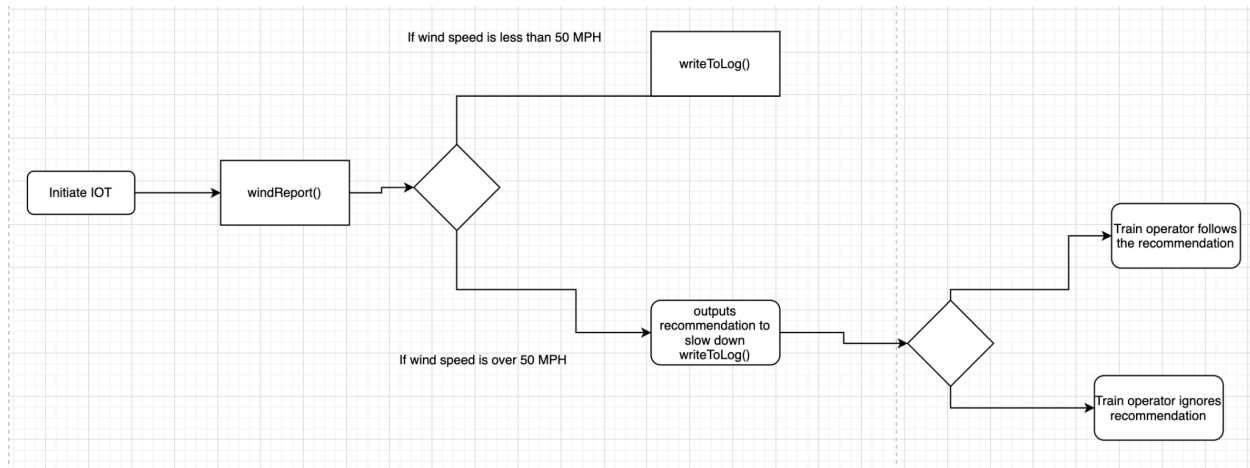 If wind speed is less than 50 MPH
writeToLog()
Initiate IOT
windReport()
Train operator follows
the recommendation
outputs
recommendation to
slow down
writeToLog()
If wind speed is over 50 MPH
Train operator ignores
recommendation